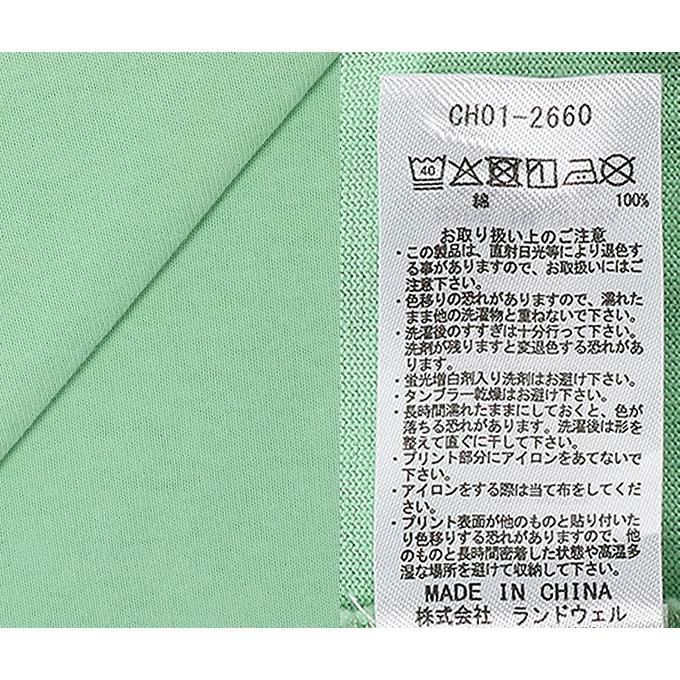 CH01-2660
40
綿 100%
お取り扱い上のご注意
・この製品は、直射日光等により退色す
る事がありますので、お取扱いにはご
注意下さい。
・色移りの恐れがありますので、濡れた
まま他の洗濯物と重ねないで下さい。
・洗濯後のすすぎは十分行って下さい。
洗剤が残りますと変退色する恐れがあ
ります。
・蛍光増白剤入り洗剤はお避け下さい。
・タンブラー乾燥はお避け下さい。
・長時間濡れたままにしておくと、色が
落ちる恐れがあります。洗濯後は形を
整えて直ぐに干して下さい。
・プリント部分にアイロンをあてないで
下さい。
・アイロンをする際は当て布をしてくだ
さい。
・プリント表面が他のものと貼り付いた
り色移りする恐れがありますので、他
のものと長時間密着した状態や高温多
湿な場所を避けて収納して下さい。
MADE IN CHINA
株式会社 ランドウェル